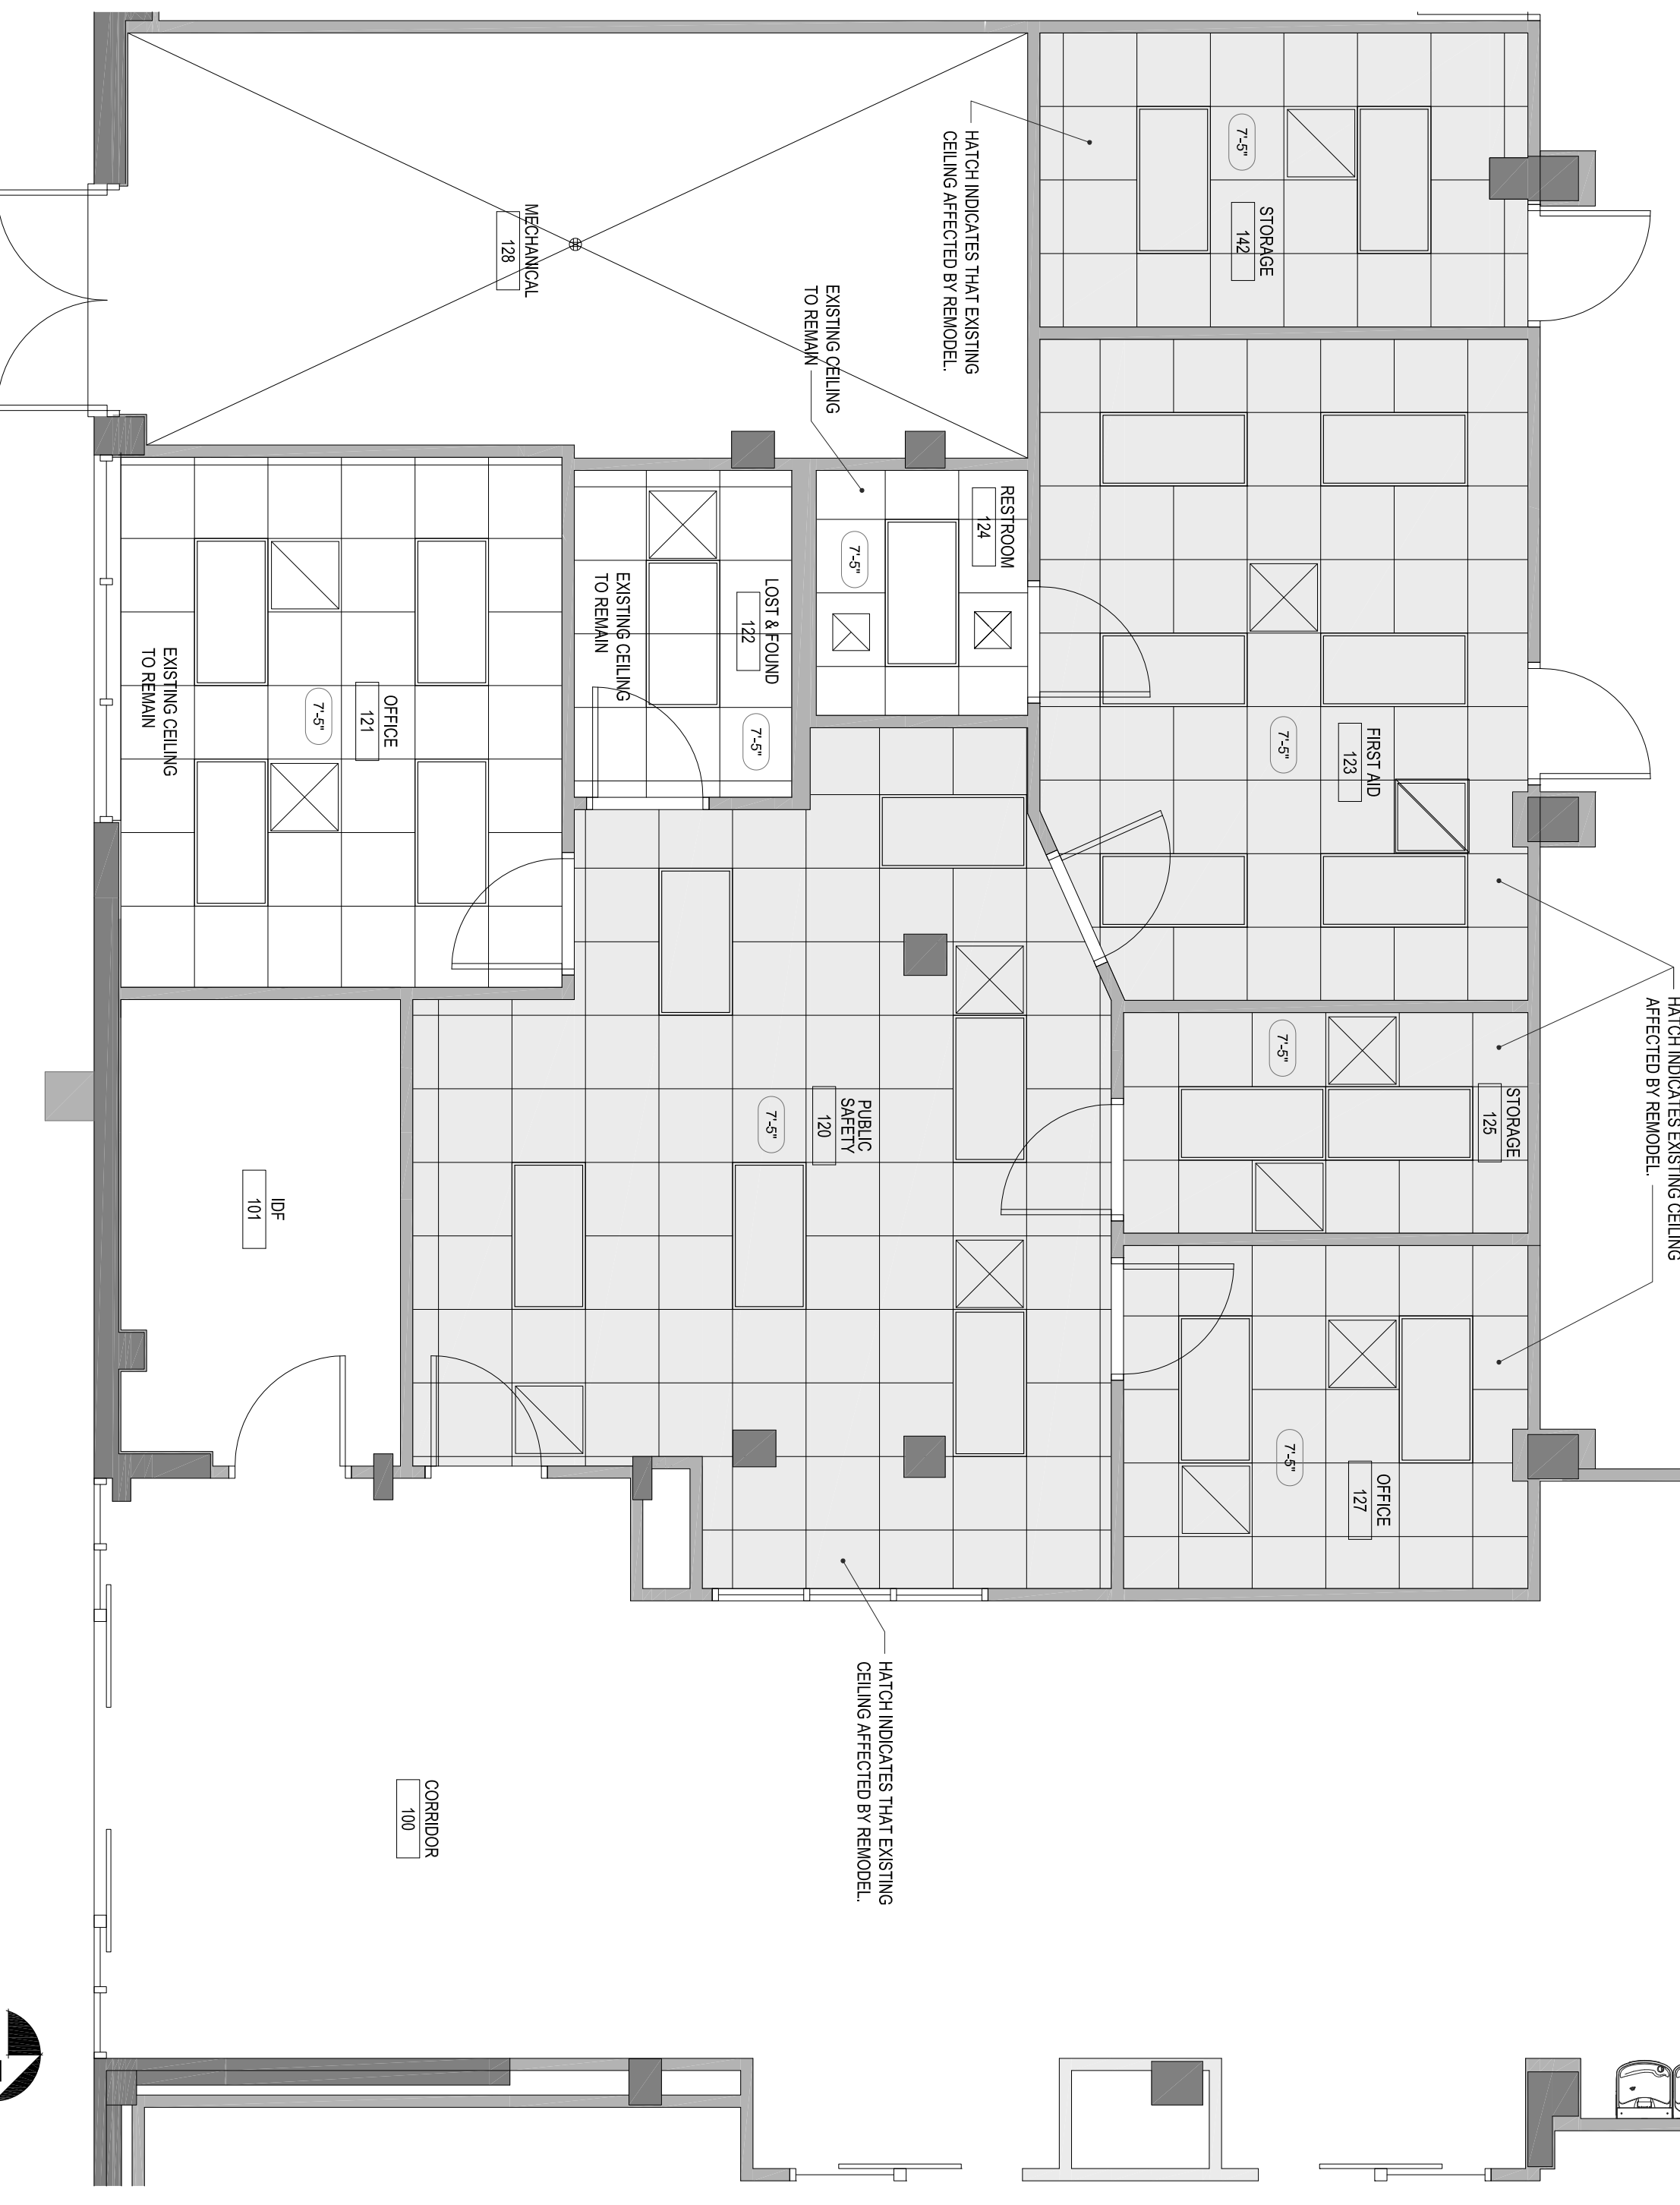 HATCH INDICATES EXISTING CEILING
AFFECTED BY REMODEL.
STORAGE
142
7'-5"
FIRST AID
123
7'-5"
STORAGE
125
7'-5"
OFFICE
127
7'-5"
HATCH INDICATES THAT EXISTING
CEILING AFFECTED BY REMODEL.
EXISTING CEILING
TO REMAIN
RESTROOM
124
7'-5"
PUBLIC
SAFETY
120
7'-5"
HATCH INDICATES THAT EXISTING
CEILING AFFECTED BY REMODEL.
LOST & FOUND
122
7'-5"
EXISTING CEILING
TO REMAIN
MECHANICAL
128
OFFICE
121
7'-5"
EXISTING CEILING
TO REMAIN
IDF
101
CORRIDOR
100